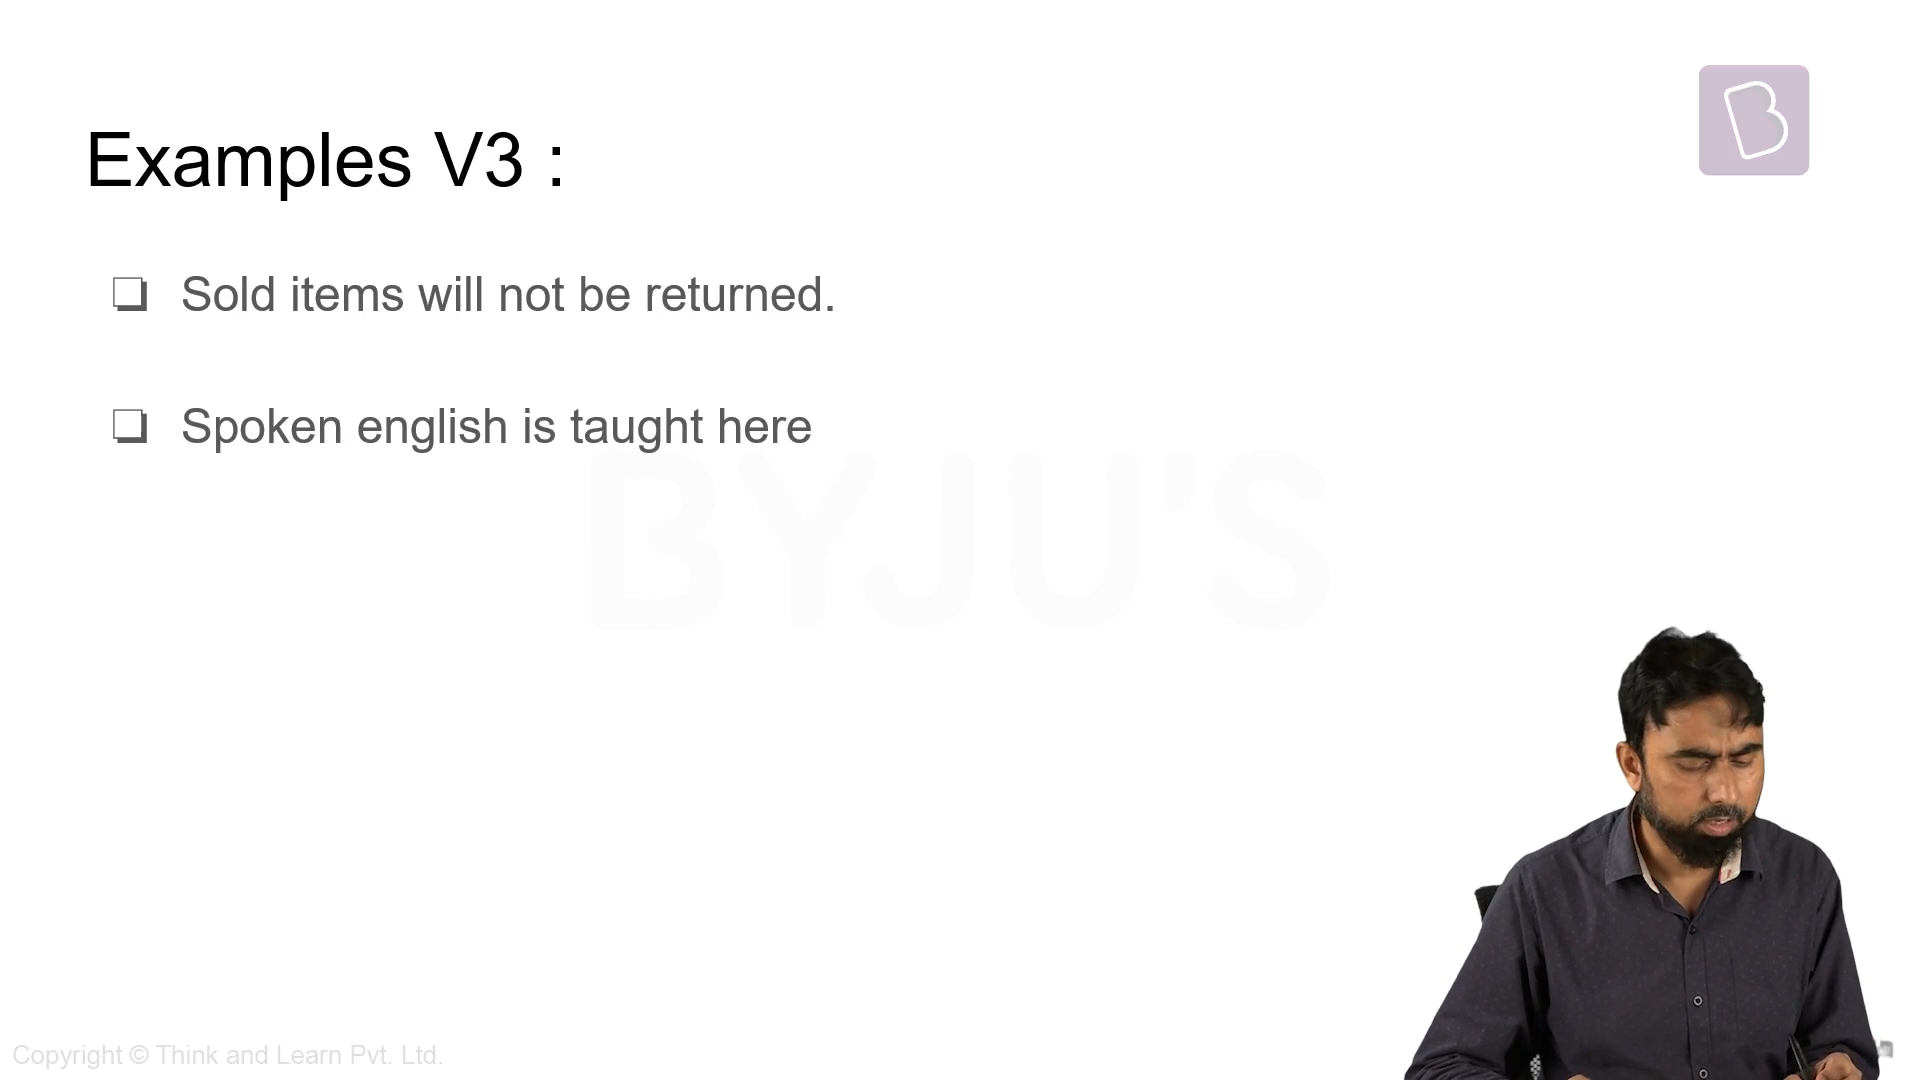 Examples V3 :
❏ Sold items will not be returned.
❏ Spoken english is taught here
BYJU'S
Copyright © Think and Learn Pvt. Ltd.